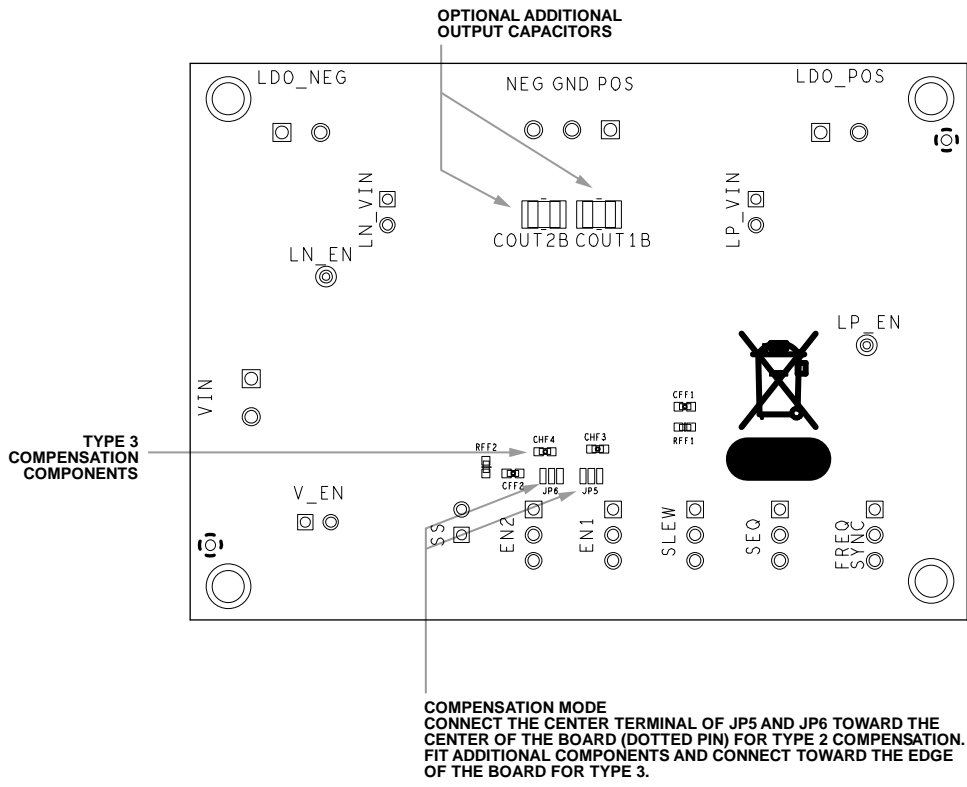 OPTIONAL ADDITIONAL
OUTPUT CAPACITORS
LDO_NEG
NEG GND POS
LDO_POS
LN_VIN
LP_VIN
COUT2B COUT1B
LN_EN
LP_EN
VIN
CFF1
RFF1
TYPE 3
COMPENSATION
COMPONENTS
RFF2
CHF4
CHF3
CFF2
JP6
JP5
V_EN
SS
EN2
EN1
SLEW
SEQ
FREQ
SYNC
COMPENSATION MODE
CONNECT THE CENTER TERMINAL OF JP5 AND JP6 TOWARD THE
CENTER OF THE BOARD (DOTTED PIN) FOR TYPE 2 COMPENSATION.
FIT ADDITIONAL COMPONENTS AND CONNECT TOWARD THE EDGE
OF THE BOARD FOR TYPE 3.